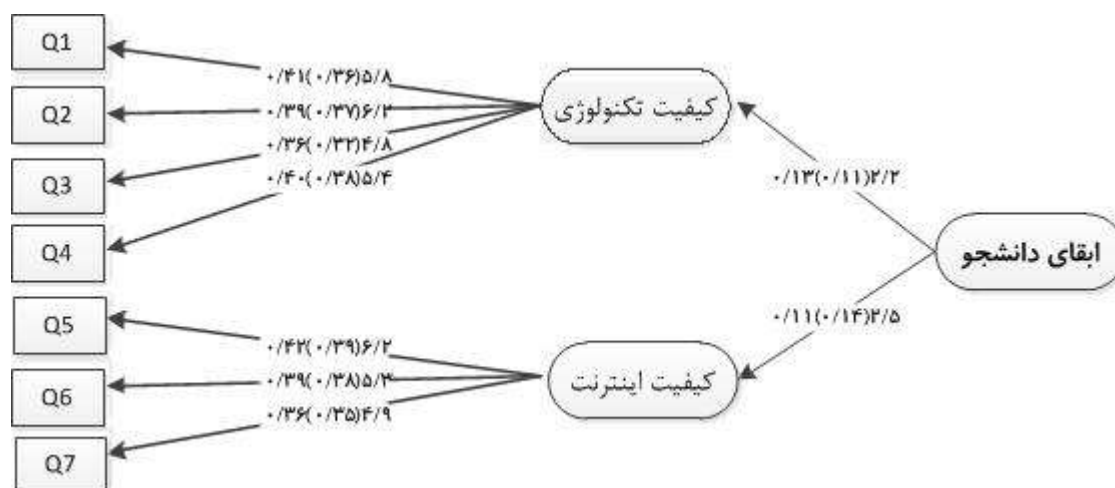 Q1
Q2
Q3
Q4
Q5
Q6
Q7
۰/۴۱(۰/۳۶)۵/۸
۰/۳۹(۰/۳۷)۶/۲
۰/۳۶(۰/۳۲)۴/۸
۰/۴۰(۰/۳۸)۵/۴
۰/۴۲(۰/۳۹)۶/۲
۰/۳۹(۰/۳۸)۵/۳
۰/۳۶(۰/۳۵)۴/۹
کیفیت تکنولوژی
کیفیت اینترنت
۰/۱۳(۰/۱۱)۲/۲
۰/۱۱(۰/۱۴)۲/۵
ابقای دانشجو